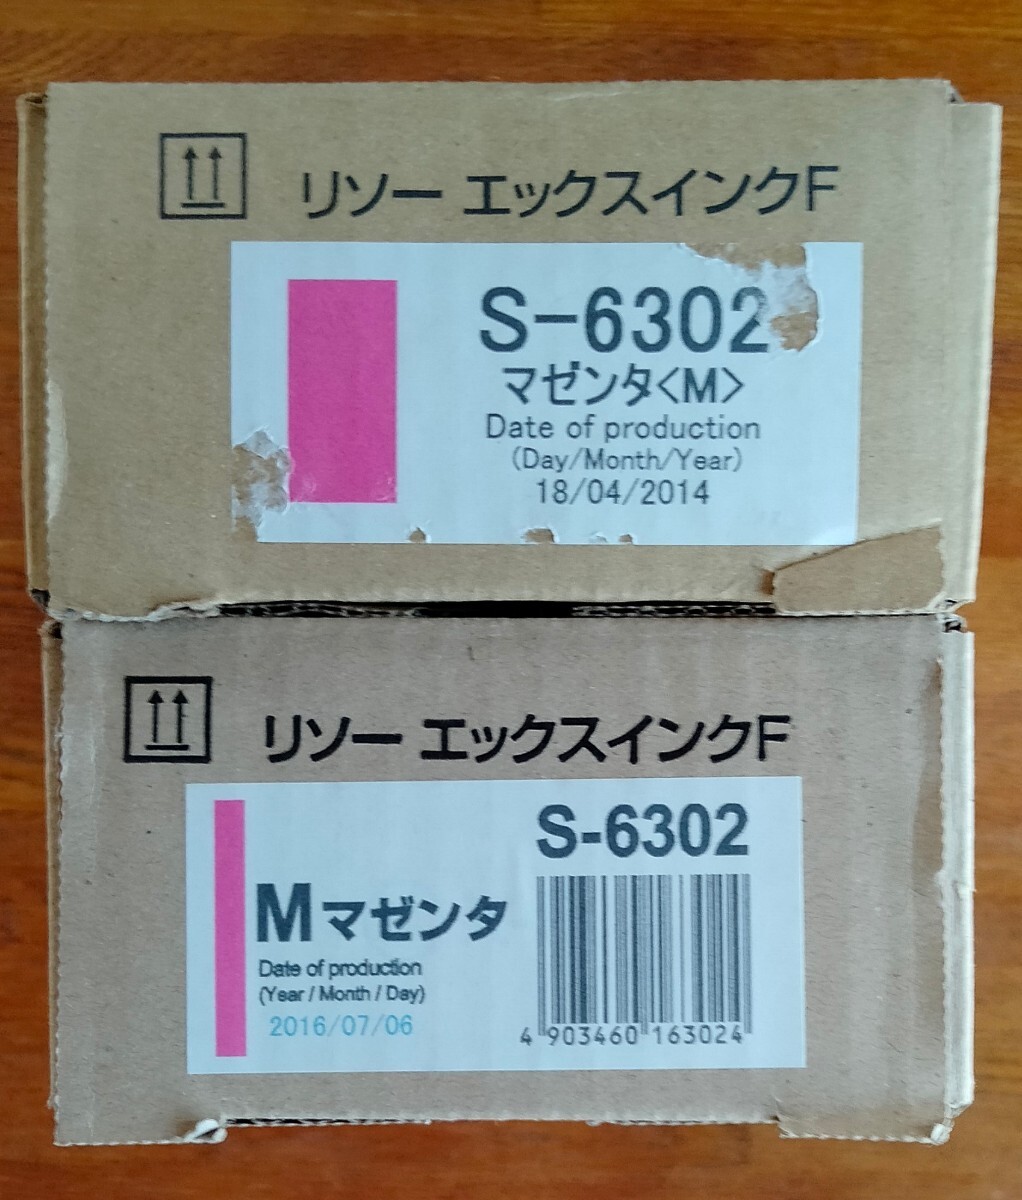 リソー エックスインクF
S-6302
マゼンタ<M>
Date of production
(Day/Month/Year)
18/04/2014
リソー エックスインクF
S-6302
Mマゼンタ
Date of production
(Year / Month / Day)
2016/07/06
4 903460 163024